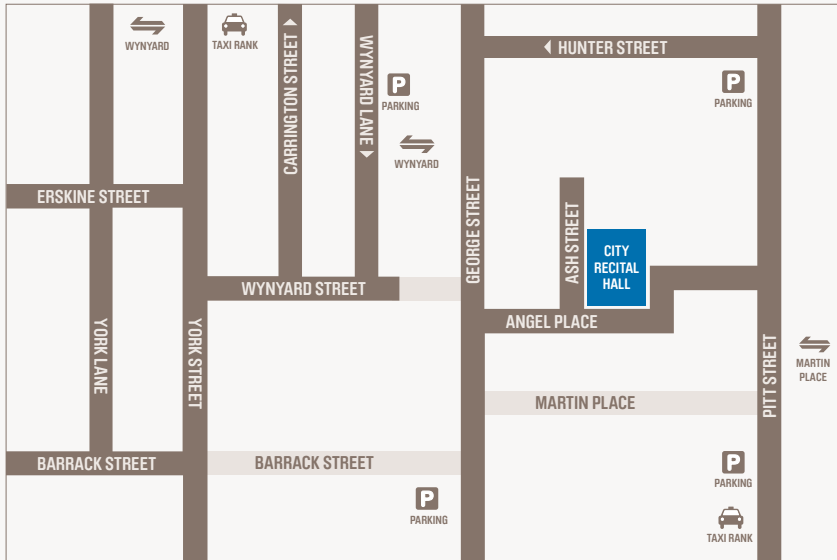 WYNYARD
TAXI RANK
CARRINGTON STREET
WYNYARD LANE
HUNTER STREET
P
PARKING
P
PARKING
WYNYARD
ERSKINE STREET
GEORGE STREET
ASH STREET
CITY
RECITAL
HALL
WYNYARD STREET
ANGEL PLACE
YORK LANE
YORK STREET
PITT STREET
MARTIN
PLACE
MARTIN PLACE
BARRACK STREET
BARRACK STREET
P
PARKING
P
PARKING
TAXI RANK